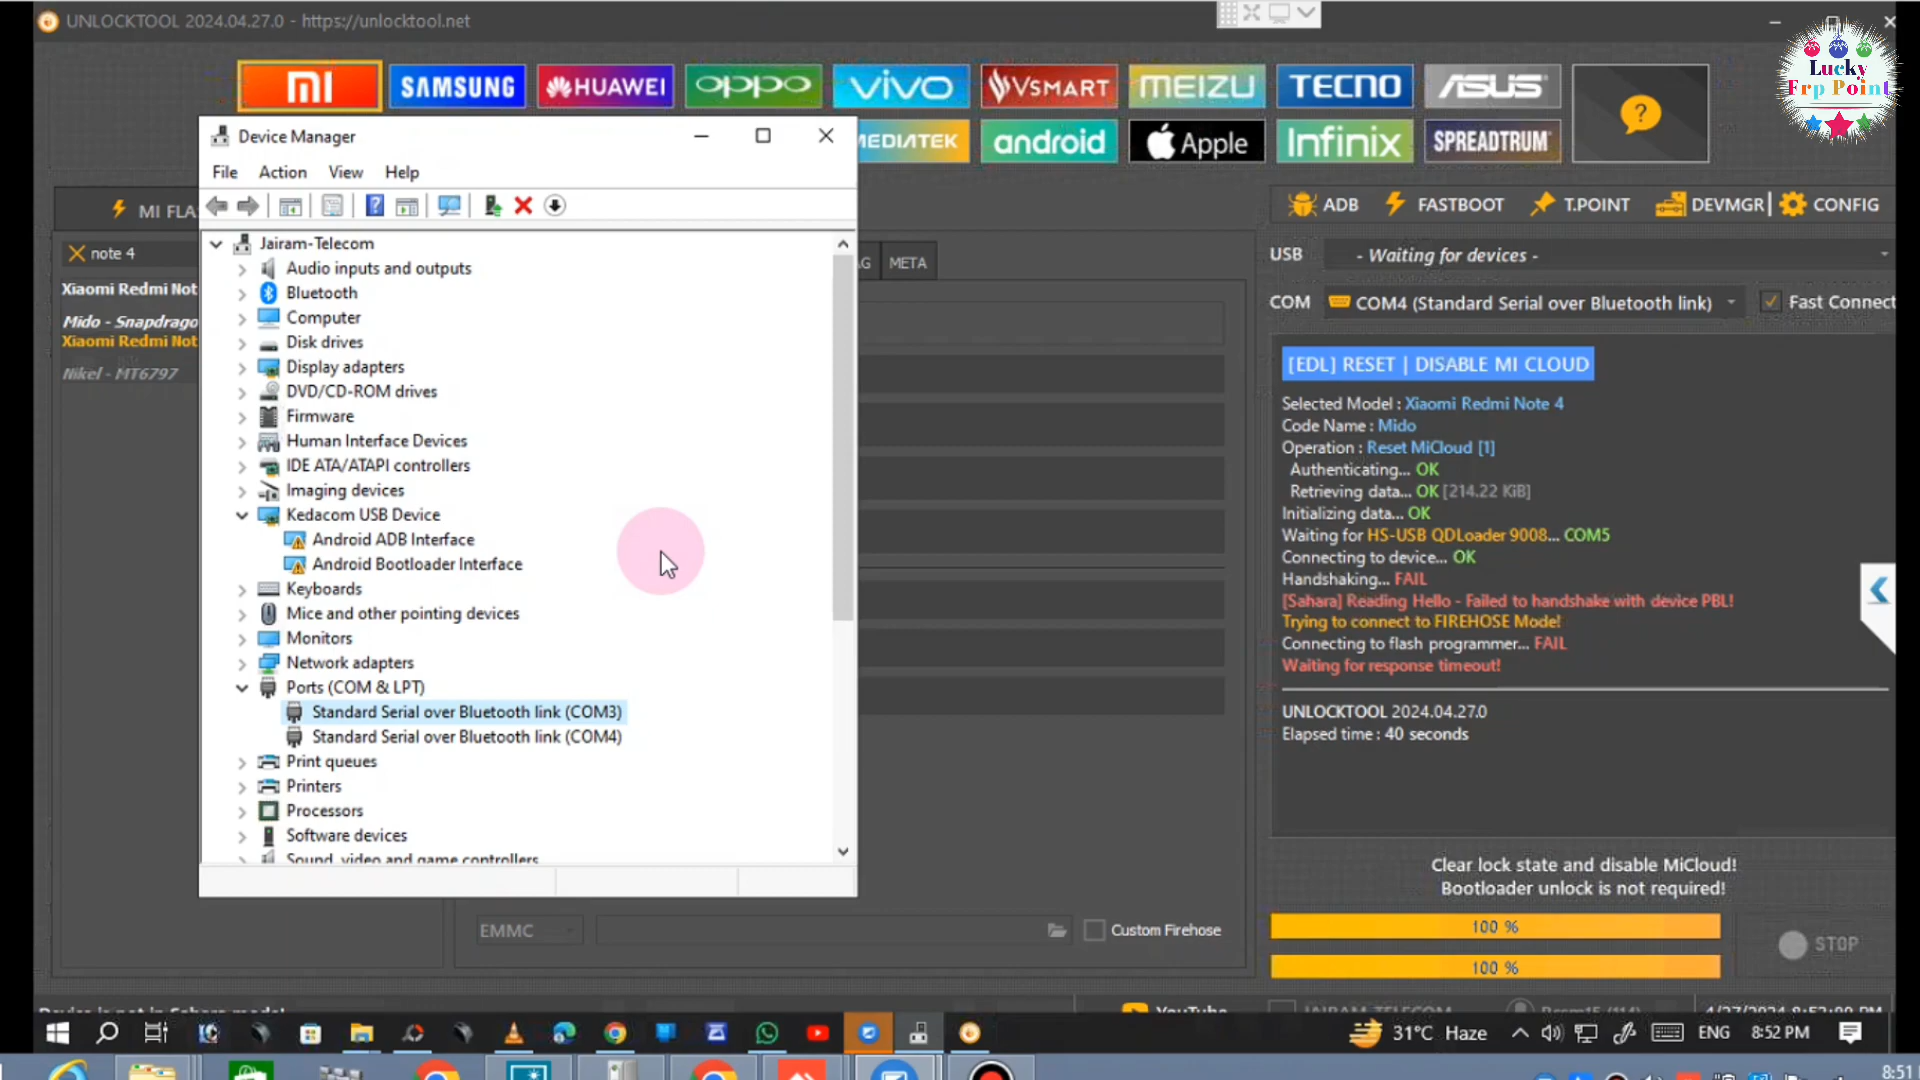 UNLOCKTOOL 2024.04.27.0 - https://unlocktool.net
Lucky
Frp Point
mi
SAMSUNG
HUAWEI
oppo
vivo
VSMART
MEIZU
TECNO
ASUS
?
MEDIATEK
android
Apple
Infinix
SPREADTRUM
Device Manager
File Action View Help
MI FLA
ADB FASTBOOT T.POINT DEVMGR CONFIG
note 4
Xiaomi Redmi Not
Mido - Snapdrago
Xiaomi Redmi Not
Nikel - MT6797
Jairam-Telecom
Audio inputs and outputs
Bluetooth
Computer
Disk drives
Display adapters
DVD/CD-ROM drives
Firmware
Human Interface Devices
IDE ATA/ATAPI controllers
Imaging devices
Kedacom USB Device
Android ADB Interface
Android Bootloader Interface
Keyboards
Mice and other pointing devices
Monitors
Network adapters
Ports (COM & LPT)
Standard Serial over Bluetooth link (COM3)
Standard Serial over Bluetooth link (COM4)
Print queues
Printers
Processors
Software devices
Sound, video and game controllers
AG META
USB - Waiting for devices -
COM COM4 (Standard Serial over Bluetooth link) Fast Connect
[EDL] RESET | DISABLE MI CLOUD
Selected Model : Xiaomi Redmi Note 4
Code Name : Mido
Operation : Reset MiCloud [1]
Authenticating... OK
Retrieving data... OK [214.22 KiB]
Initializing data... OK
Waiting for HS-USB QDLoader 9008... COM5
Connecting to device... OK
Handshaking... FAIL
[Sahara] Reading Hello - Failed to handshake with device PBL!
Trying to connect to FIREHOSE Mode!
Connecting to flash programmer... FAIL
Waiting for response timeout!
UNLOCKTOOL 2024.04.27.0
Elapsed time : 40 seconds
Clear lock state and disable MiCloud!
Bootloader unlock is not required!
EMMC
Custom Firehose
100 %
100 %
STOP
Device is not in Sahara mode!
YouTube
JAIRAM-TELECOM
31°C Haze
ENG
8:52 PM
8:51